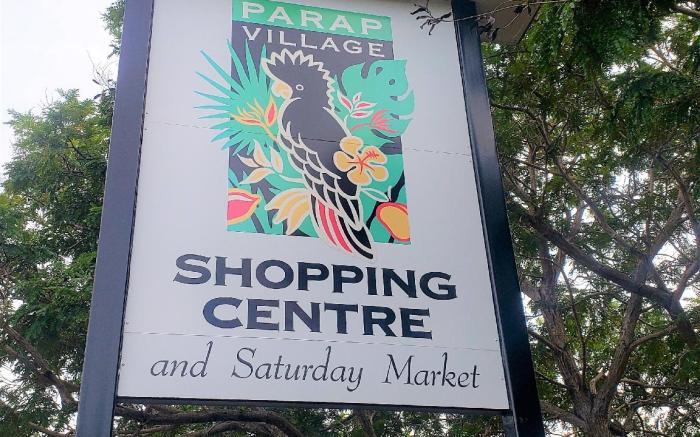 PARAP
VILLAGE
SHOPPING
CENTRE
and Saturday Market